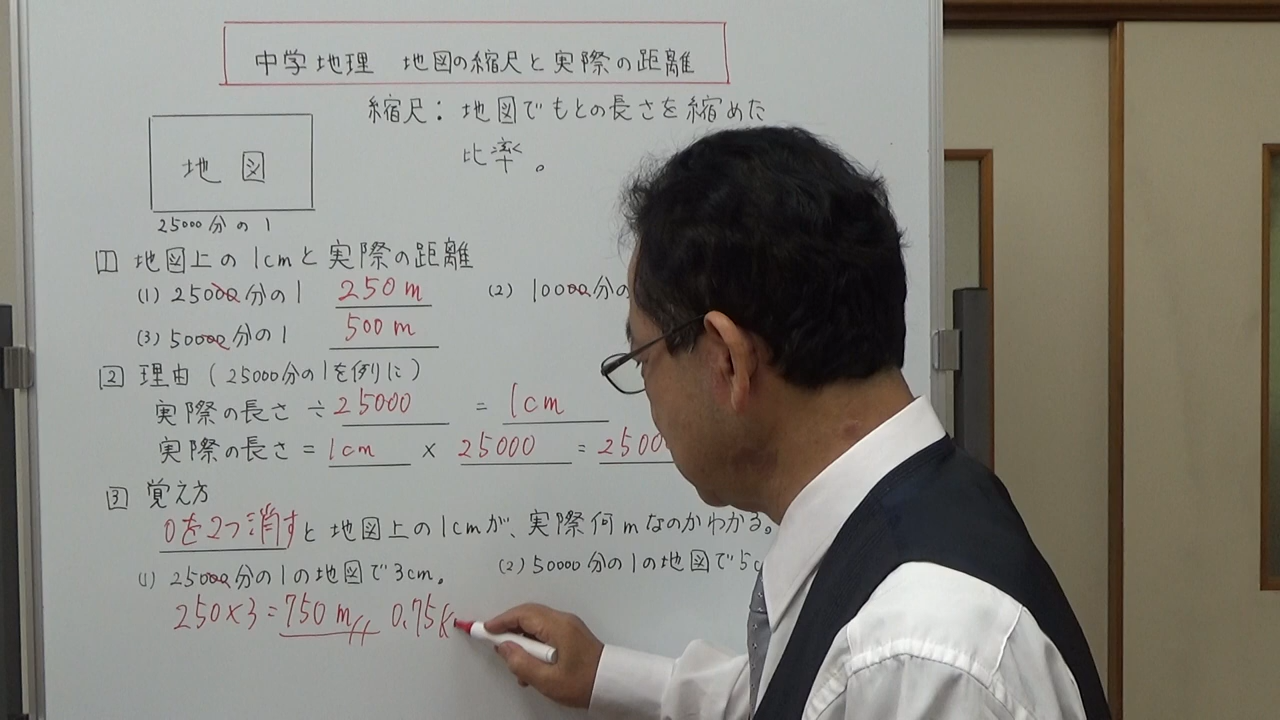 中学地理 地図の縮尺と実際の距離
縮尺：地図でもとの長さを縮めた
比率。
地図
25000分の1
1 地図上の1cmと実際の距離
(1) 25000分の1 250m (2) 10000分の
(3) 50000分の1 500m
2 理由（25000分の1を例に）
実際の長さ÷25000 = 1cm
実際の長さ = 1cm × 25000 = 2500
3 覚え方
0を2つ消すと地図上の1cmが、実際何mなのかわかる。
(1) 25000分の1の地図で3cm。 (2) 50000分の1の地図で5c
250×3=750m 0.75k